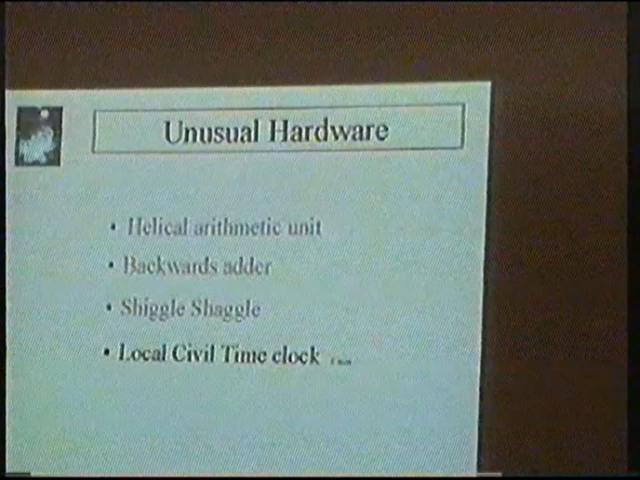 Unusual Hardware
• Helical arithmetic unit
• Backwards adder
• Shiggle Shaggle
• Local Civil Time clock